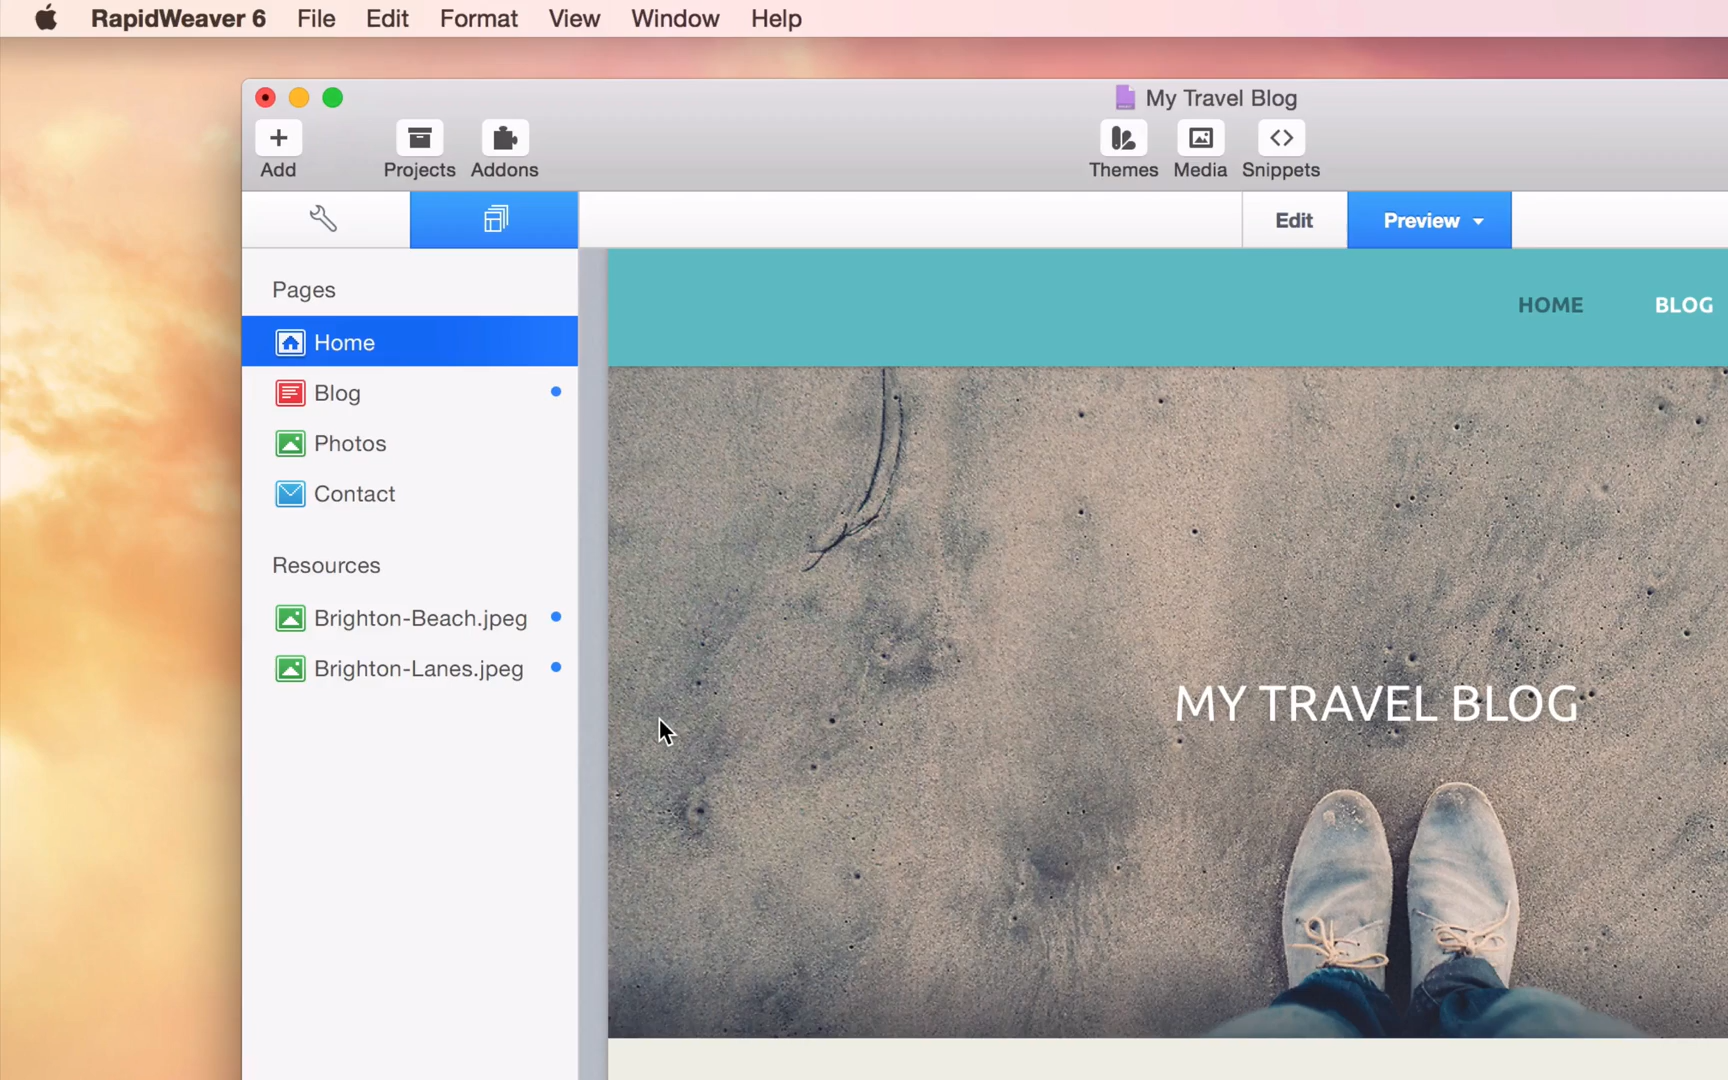 RapidWeaver 6 File Edit Format View Window Help
My Travel Blog
Add Projects Addons Themes Media Snippets
Edit Preview
Pages
Home
Blog
Photos
Contact
Resources
Brighton-Beach.jpeg
Brighton-Lanes.jpeg
HOME BLOG
MY TRAVEL BLOG